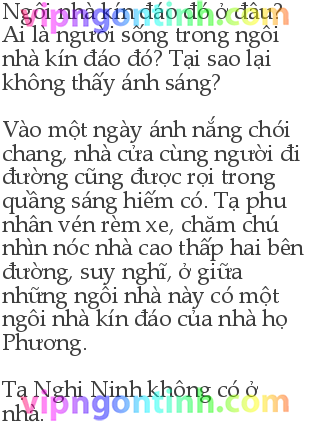 Ngôi nhà kín đáo đó ở đâu?
Ai là người sống trong ngôi
nhà kín đáo đó? Tại sao lại
không thấy ánh sáng?
Vào một ngày ánh nắng chói
chang, nhà cửa cùng người đi
đường cũng được rọi trong
quầng sáng hiếm có. Tạ phu
nhân vén rèm xe, chăm chú
nhìn nóc nhà cao thấp hai bên
đường, suy nghĩ, ở giữa
những ngôi nhà này có một
ngôi nhà kín đáo của nhà họ
Phương.
Tạ Nghi Ninh không có ở
nhà.
vipngontinh.com
vipngontinh.com